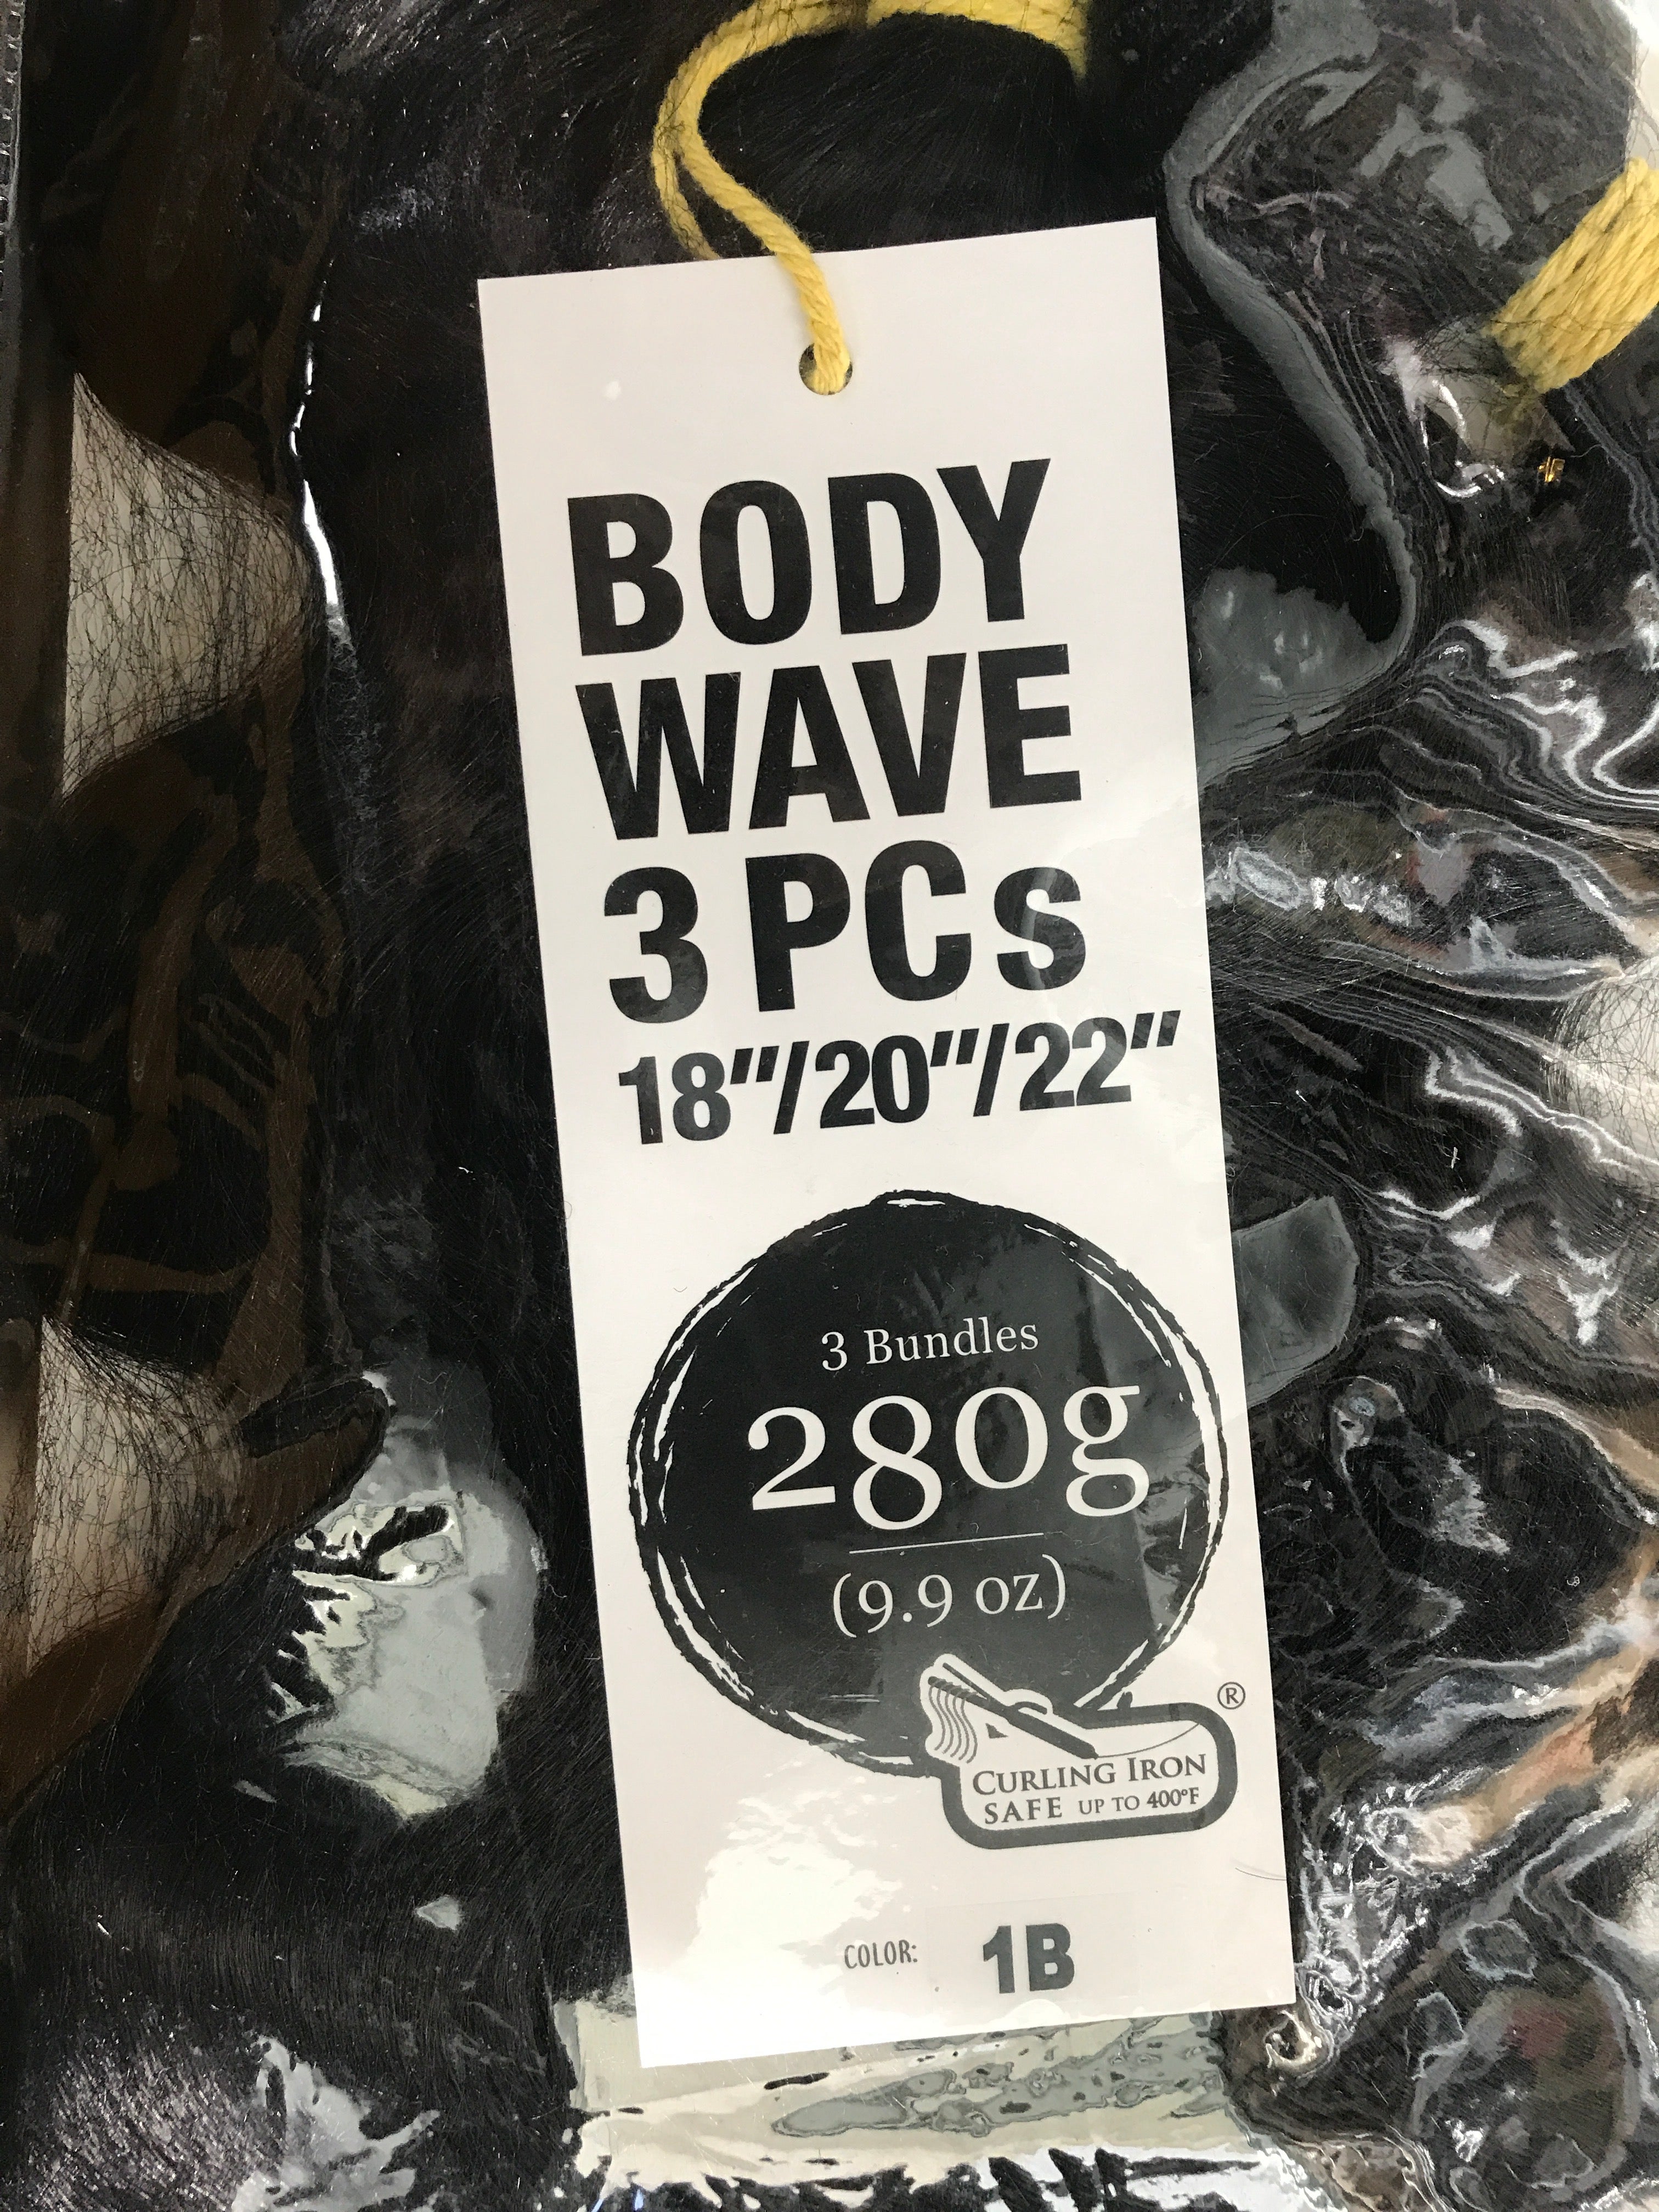 BODY
WAVE
3 PCs
18"/20"/22"
3 Bundles
280g
(9.9 oz)
®
CURLING IRON
SAFE UP TO 400°F
COLOR: 1B